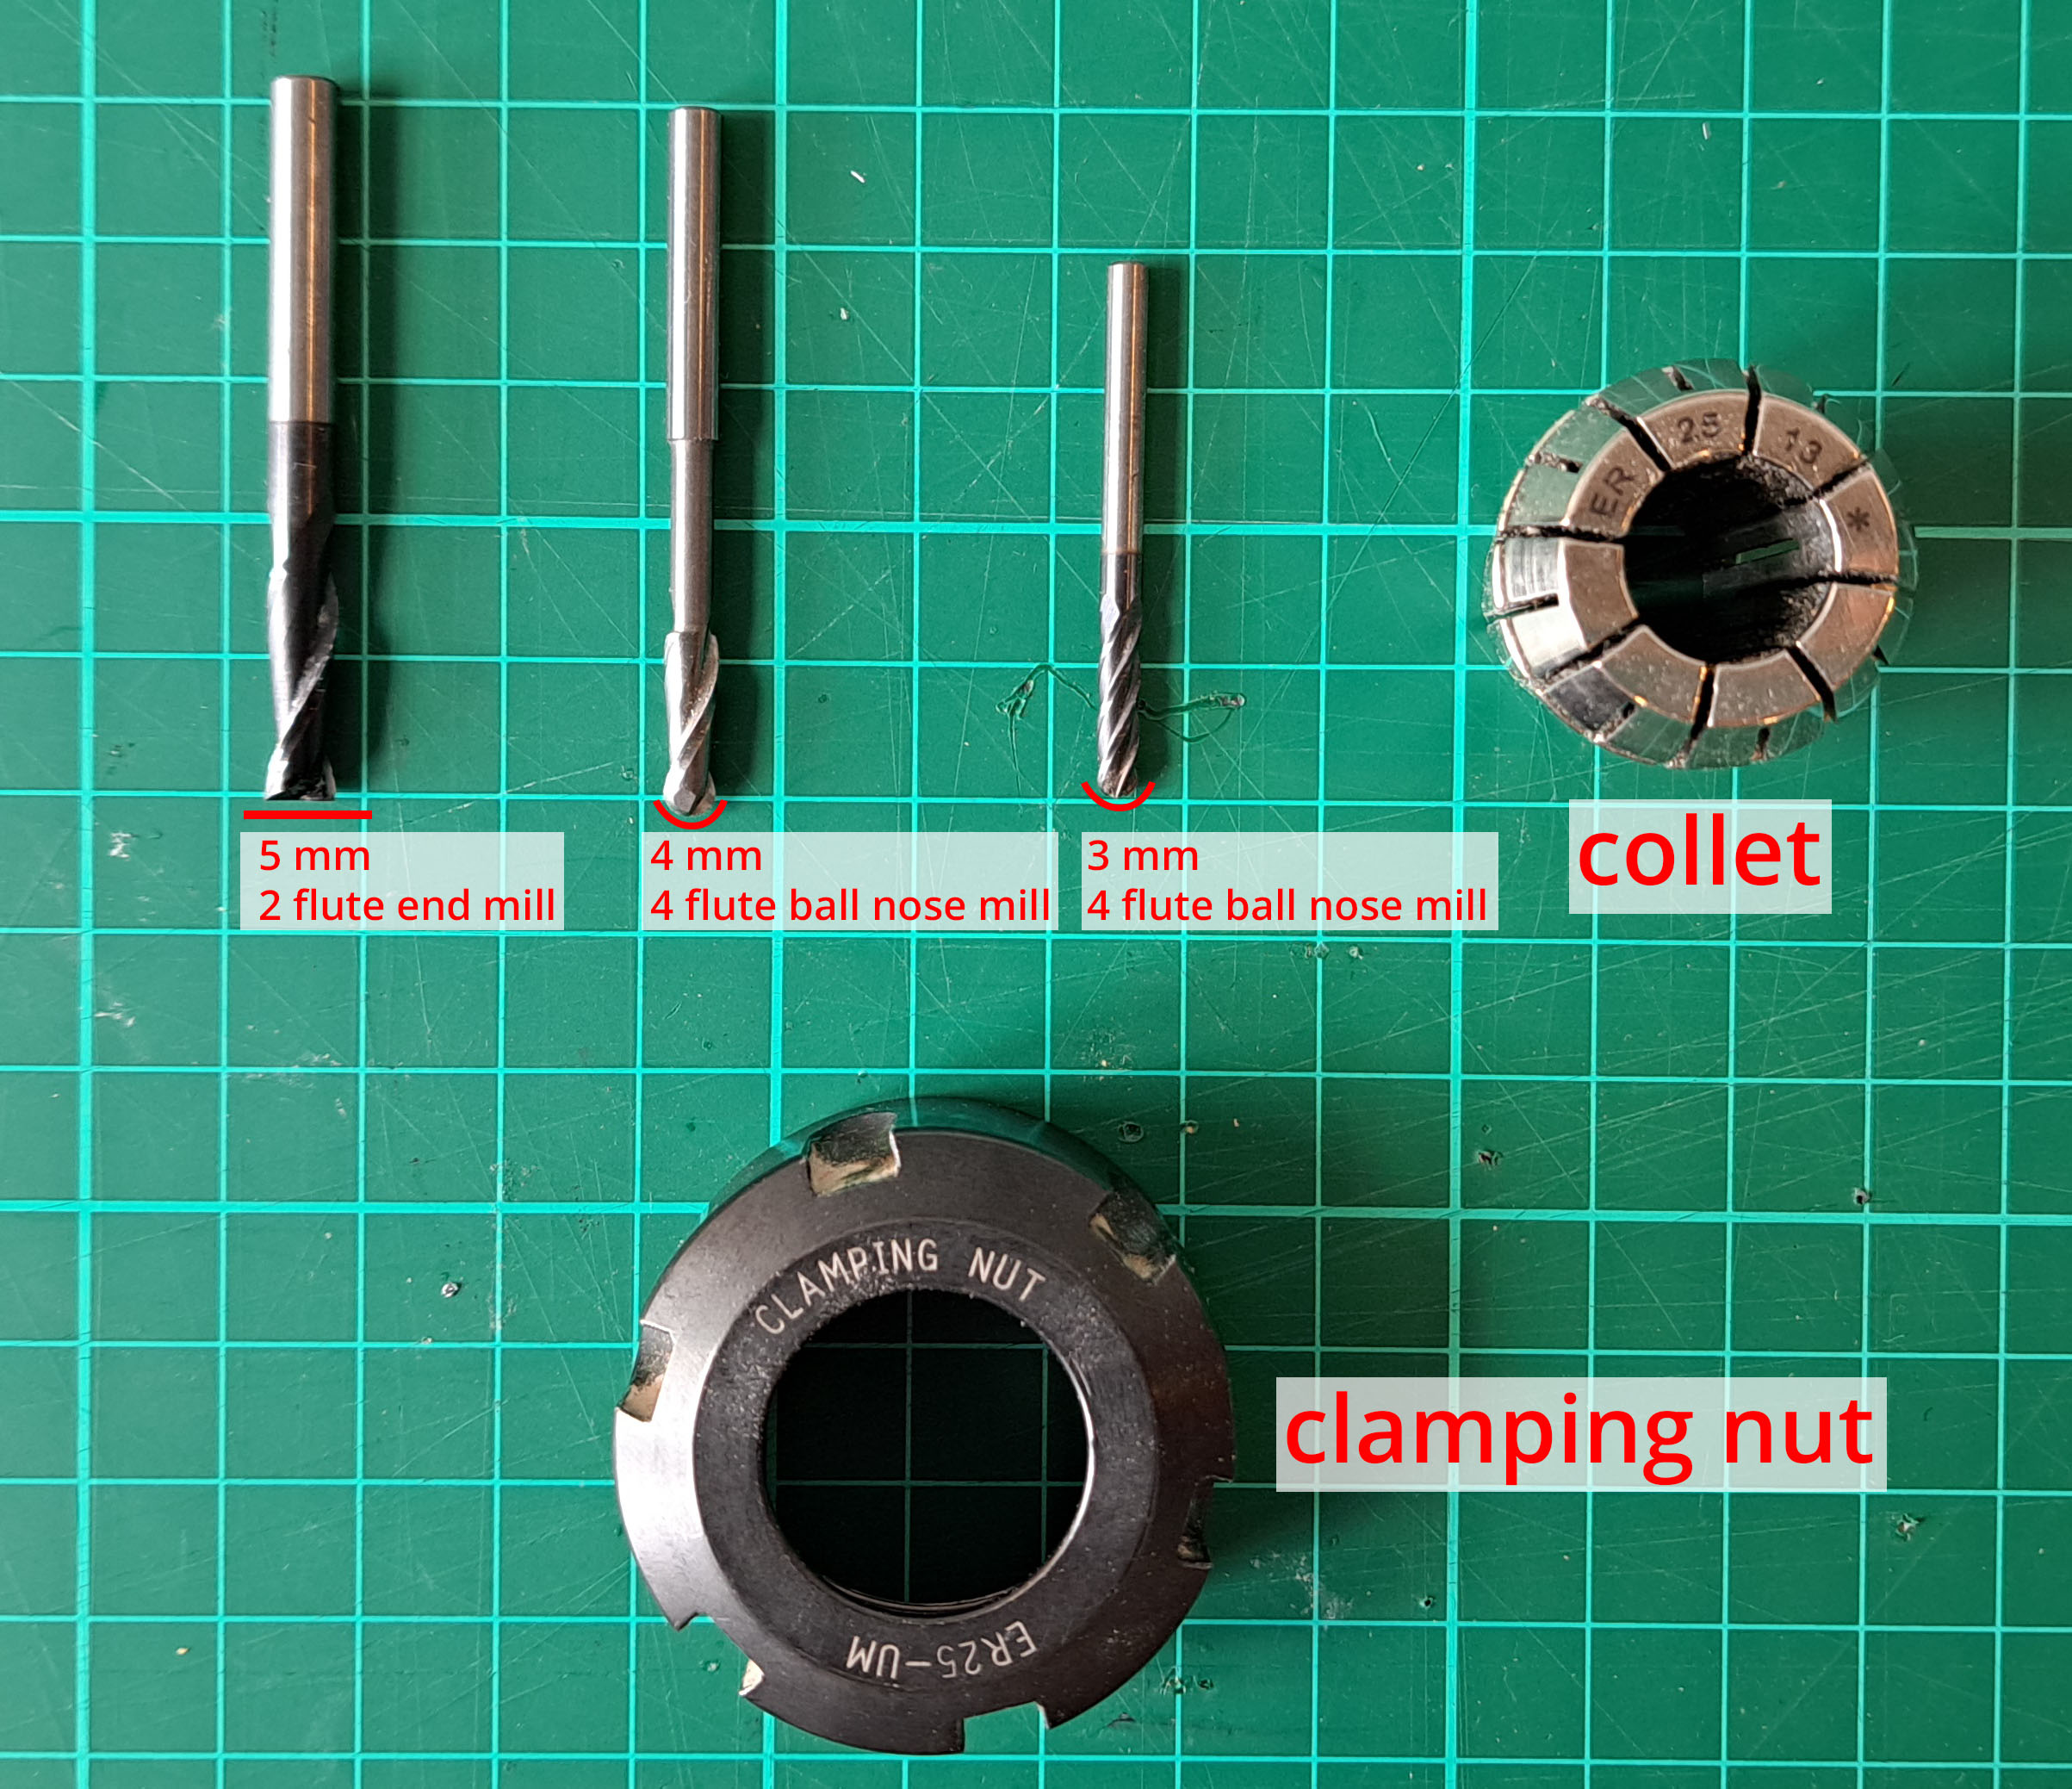 ER 25 13 *
5 mm
2 flute end mill
4 mm
4 flute ball nose mill
3 mm
4 flute ball nose mill
collet
CLAMPING NUT
clamping nut
ER25-UM